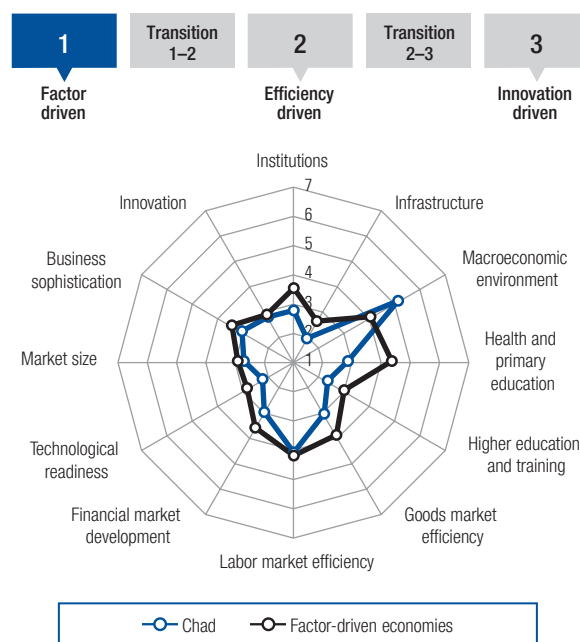 1
Transition
1–2
2
Transition
2–3
3
Factor
driven
Efficiency
driven
Innovation
driven
Institutions
Infrastructure
Macroeconomic
environment
Health and
primary
education
Higher education
and training
Goods market
efficiency
Labor market efficiency
Financial market
development
Technological
readiness
Market size
Business
sophistication
Innovation
7
6
5
4
3
2
1
Chad
Factor-driven economies